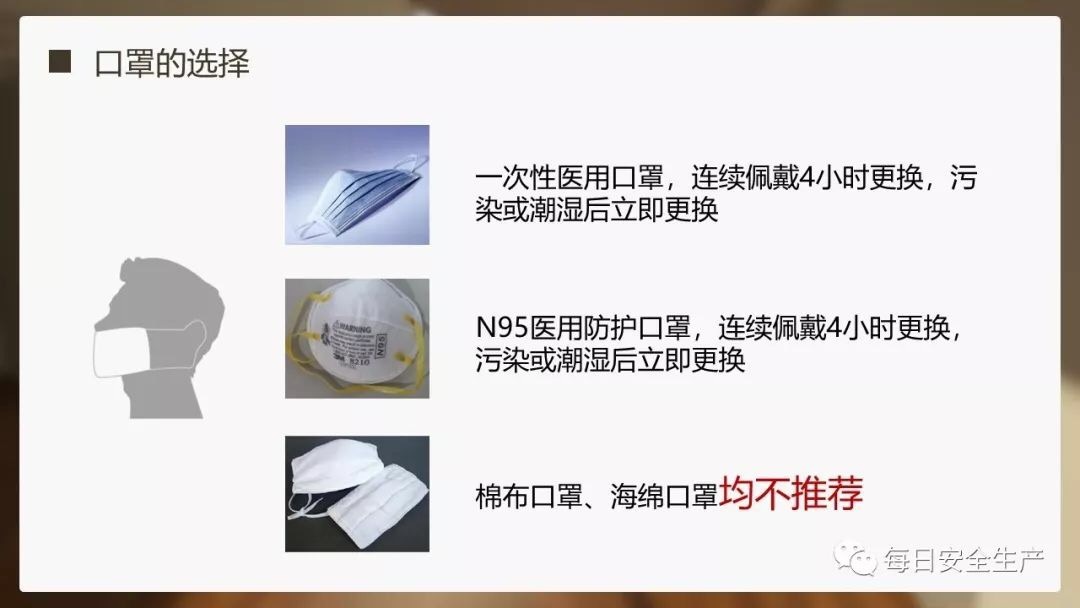 口罩的选择
一次性医用口罩，连续佩戴4小时更换，污
染或潮湿后立即更换
WARNING
N95
3M 8210
N95医用防护口罩，连续佩戴4小时更换，
污染或潮湿后立即更换
棉布口罩、海绵口罩均不推荐
每日安全生产